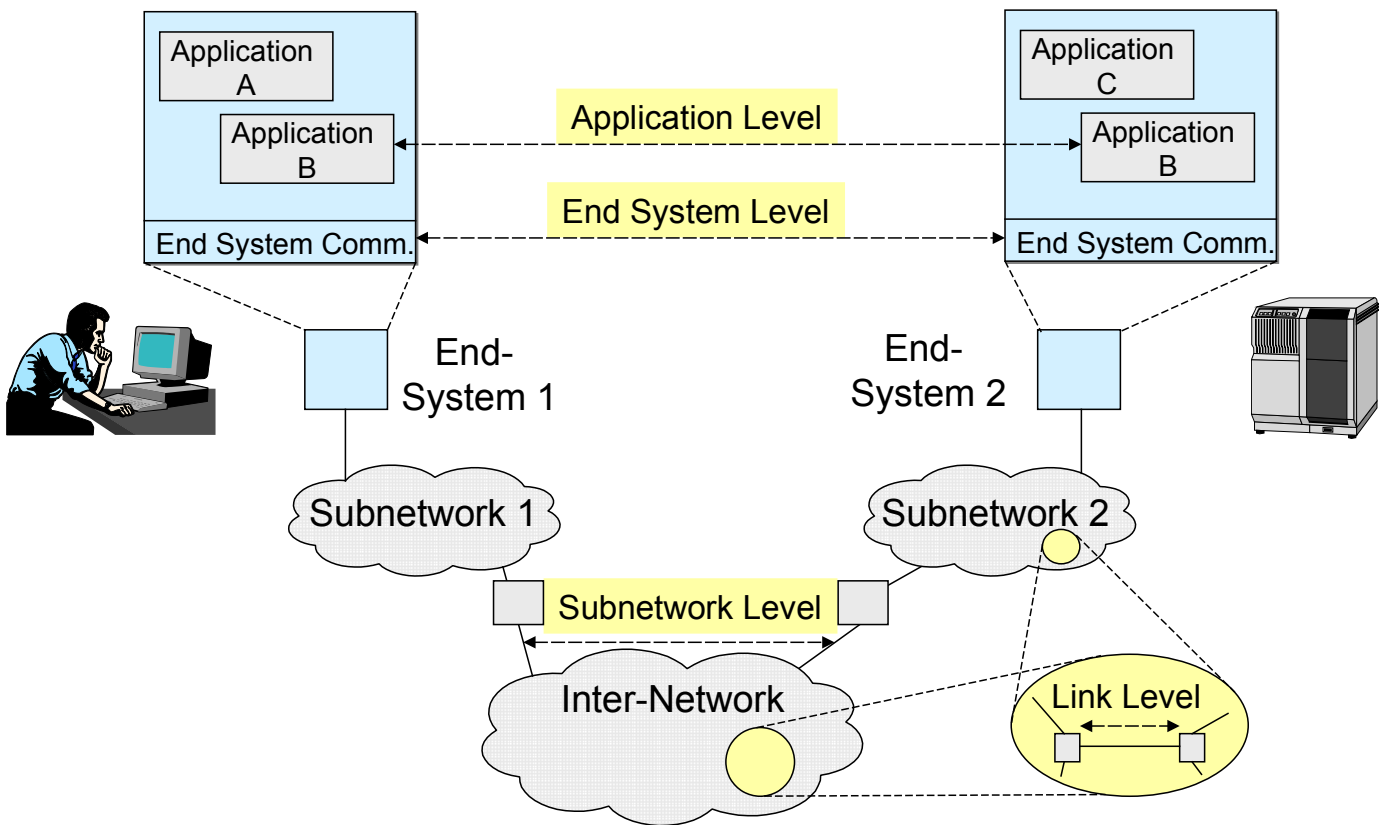 Application
A
Application
B
Application
C
Application
B
Application Level
End System Level
End System Comm.
End System Comm.
End-
System 1
End-
System 2
Subnetwork 1
Subnetwork 2
Subnetwork Level
Inter-Network
Link Level